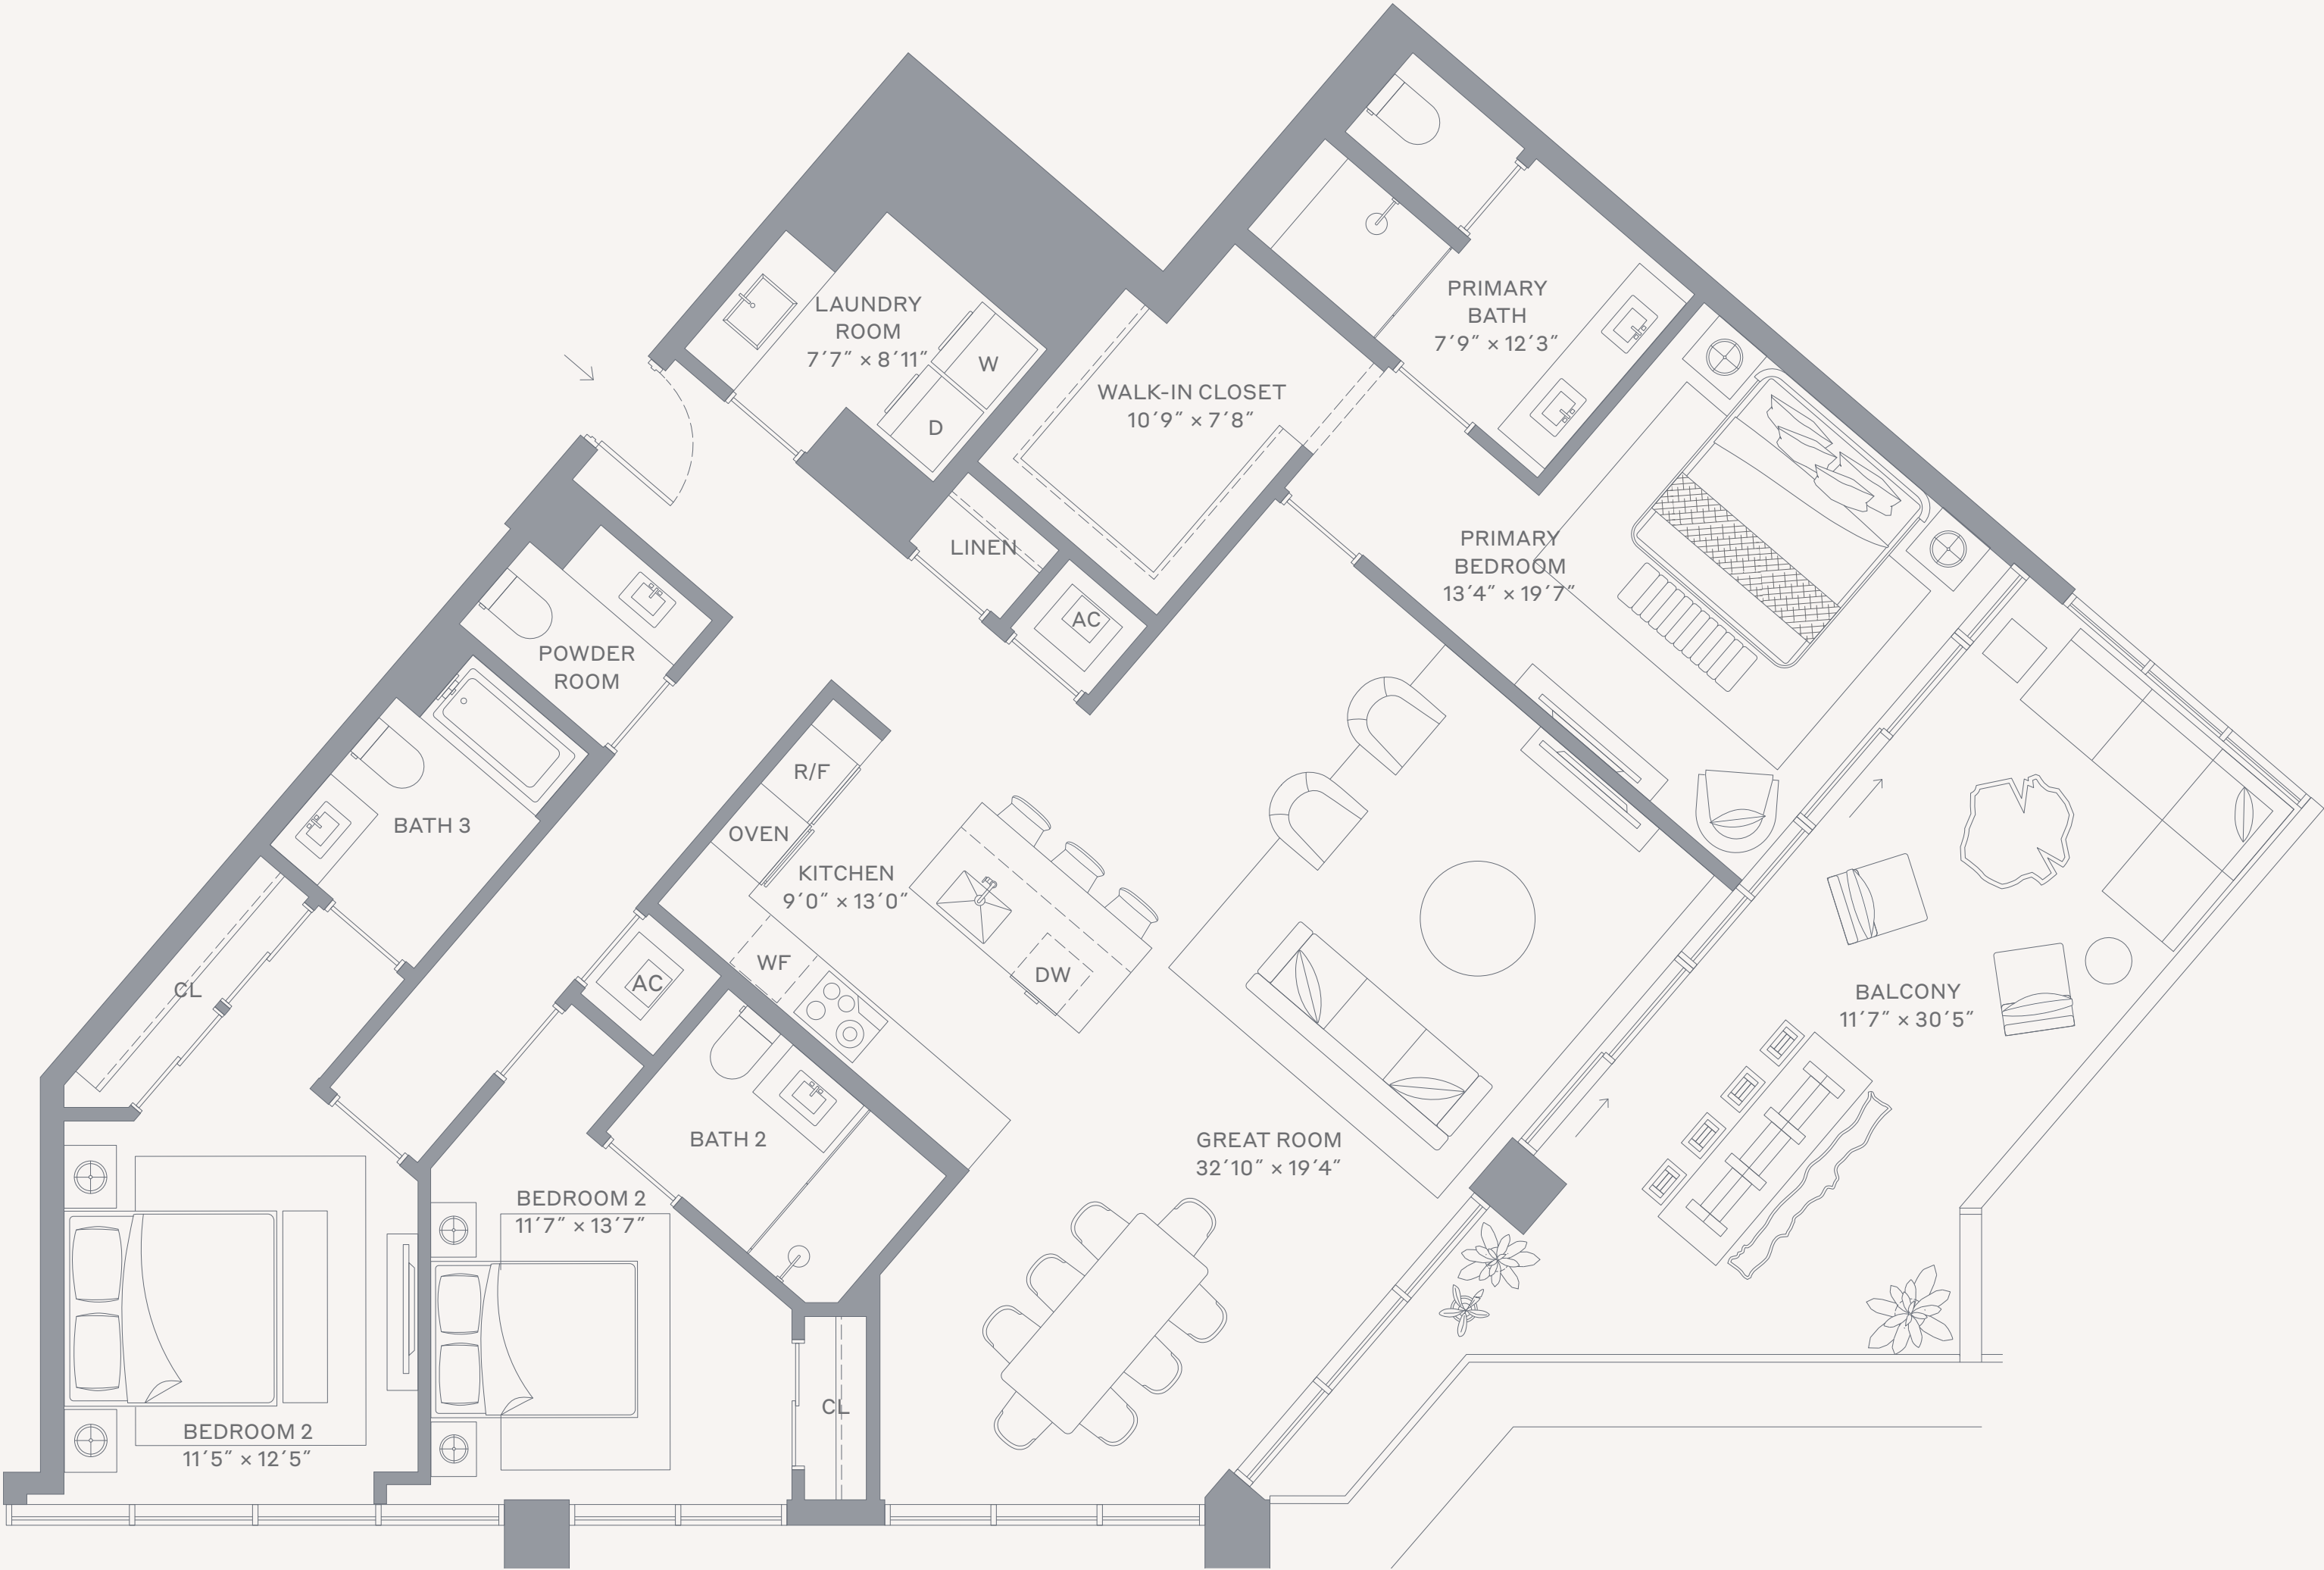 LAUNDRY
ROOM
7′7″ × 8′11″
W
D
PRIMARY
BATH
7′9″ × 12′3″
WALK-IN CLOSET
10′9″ × 7′8″
LINEN
AC
PRIMARY
BEDROOM
13′4″ × 19′7″
POWDER
ROOM
BATH 3
R/F
OVEN
KITCHEN
9′0″ × 13′0″
WF
DW
AC
CL
BALCONY
11′7″ × 30′5″
BATH 2
GREAT ROOM
32′10″ × 19′4″
BEDROOM 2
11′7″ × 13′7″
CL
BEDROOM 2
11′5″ × 12′5″